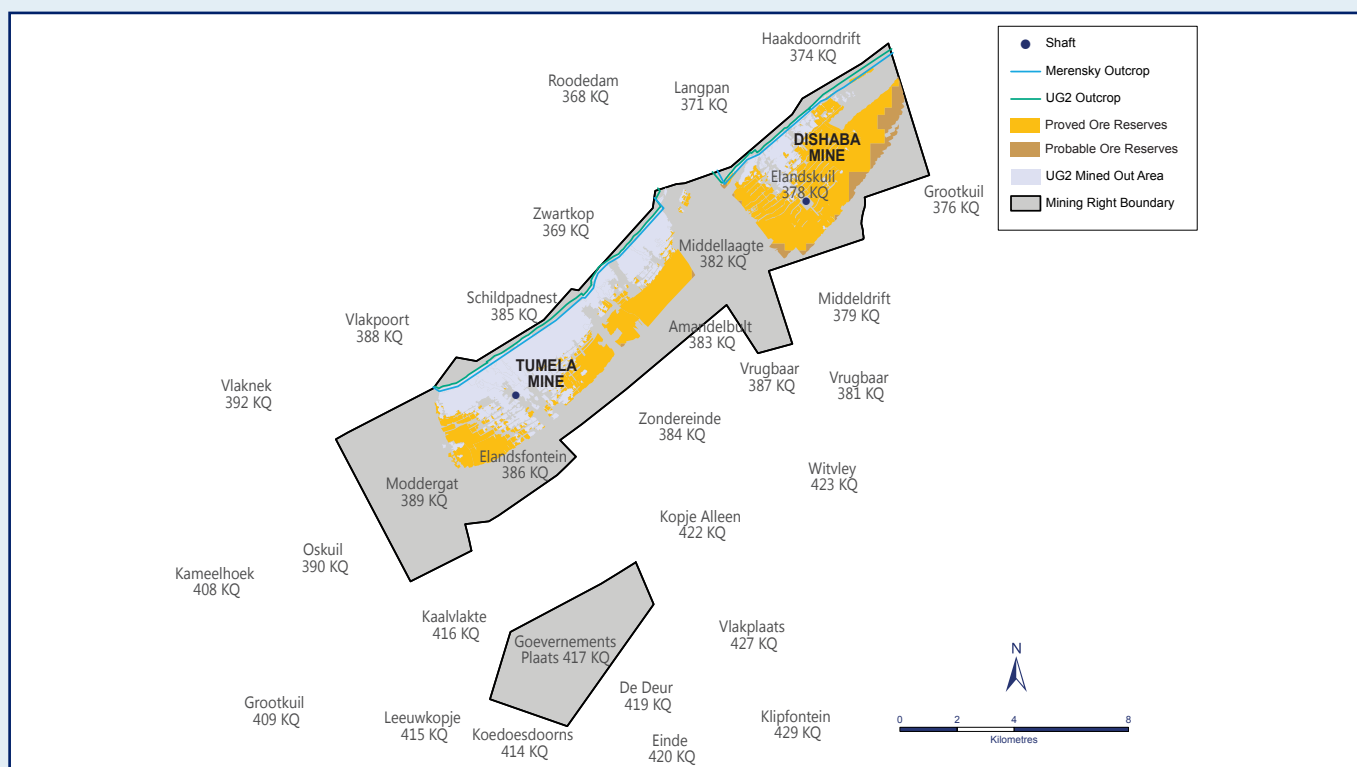 Haakdoorndrift
374 KQ
Roodedam
368 KQ
Langpan
371 KQ
DISHABA
MINE
Elandskuil
378 KQ
Grootkuil
376 KQ
Zwartkop
369 KQ
Middellaagte
382 KQ
Schildpadnest
385 KQ
Middeldrift
379 KQ
Vlakpoort
388 KQ
Amandelbult
383 KQ
TUMELA
MINE
Vrugbaar
387 KQ
Vrugbaar
381 KQ
Vlaknek
392 KQ
Zondereinde
384 KQ
Elandsfontein
386 KQ
Witvley
423 KQ
Moddergat
389 KQ
Kopje Alleen
422 KQ
Oskuil
390 KQ
Kameelhoek
408 KQ
Kaalvlakte
416 KQ
Goevernements
Plaats 417 KQ
Vlakplaats
427 KQ
De Deur
419 KQ
Grootkuil
409 KQ
Leeuwkopje
415 KQ
Koedoesdoorns
414 KQ
Einde
420 KQ
Klipfontein
429 KQ
Shaft
Merensky Outcrop
UG2 Outcrop
Proved Ore Reserves
Probable Ore Reserves
UG2 Mined Out Area
Mining Right Boundary
N
0 2 4 8
Kilometres